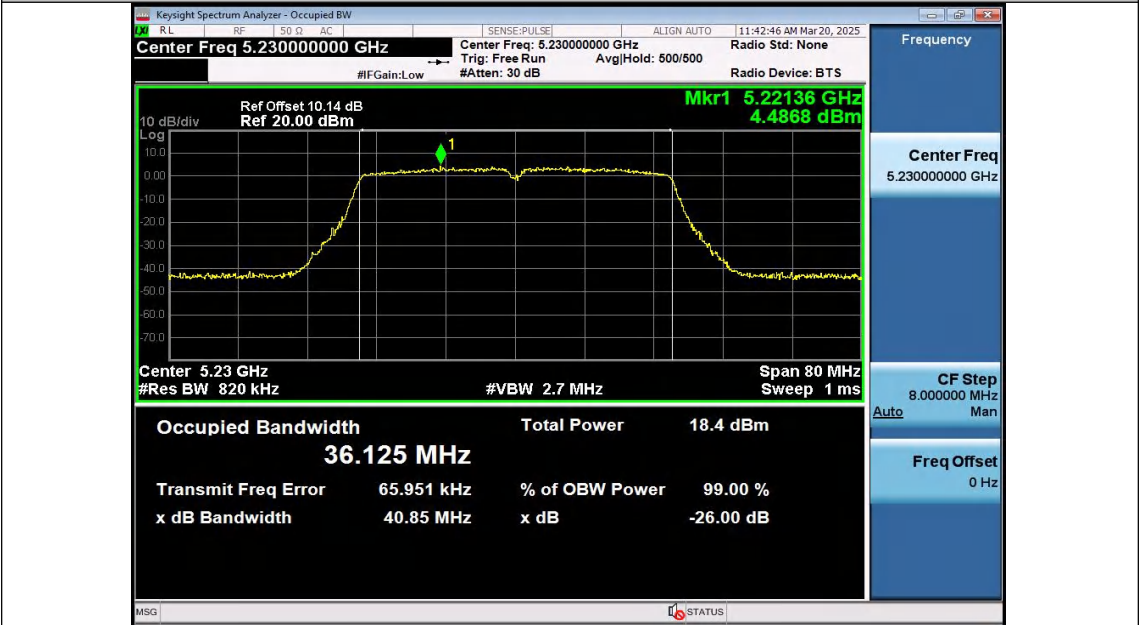 Keysight Spectrum Analyzer - Occupied BW
LXI RL RF 50 Ω AC SENSE:PULSE ALIGN AUTO 11:42:46 AM Mar 20, 2025
Center Freq 5.230000000 GHz
Center Freq: 5.230000000 GHz Radio Std: None
Trig: Free Run Avg|Hold: 500/500
#IFGain:Low #Atten: 30 dB Radio Device: BTS
Mkr1 5.22136 GHz
4.4868 dBm
Ref Offset 10.14 dB
10 dB/div Ref 20.00 dBm
Log
1
10.0
0.00
-10.0
-20.0
-30.0
-40.0
-50.0
-60.0
-70.0
Center 5.23 GHz Span 80 MHz
#Res BW 820 kHz #VBW 2.7 MHz Sweep 1 ms
Occupied Bandwidth Total Power 18.4 dBm
36.125 MHz
Transmit Freq Error 65.951 kHz % of OBW Power 99.00 %
x dB Bandwidth 40.85 MHz x dB -26.00 dB
MSG STATUS
Frequency
Center Freq
5.230000000 GHz
CF Step
8.000000 MHz
Auto Man
Freq Offset
0 Hz